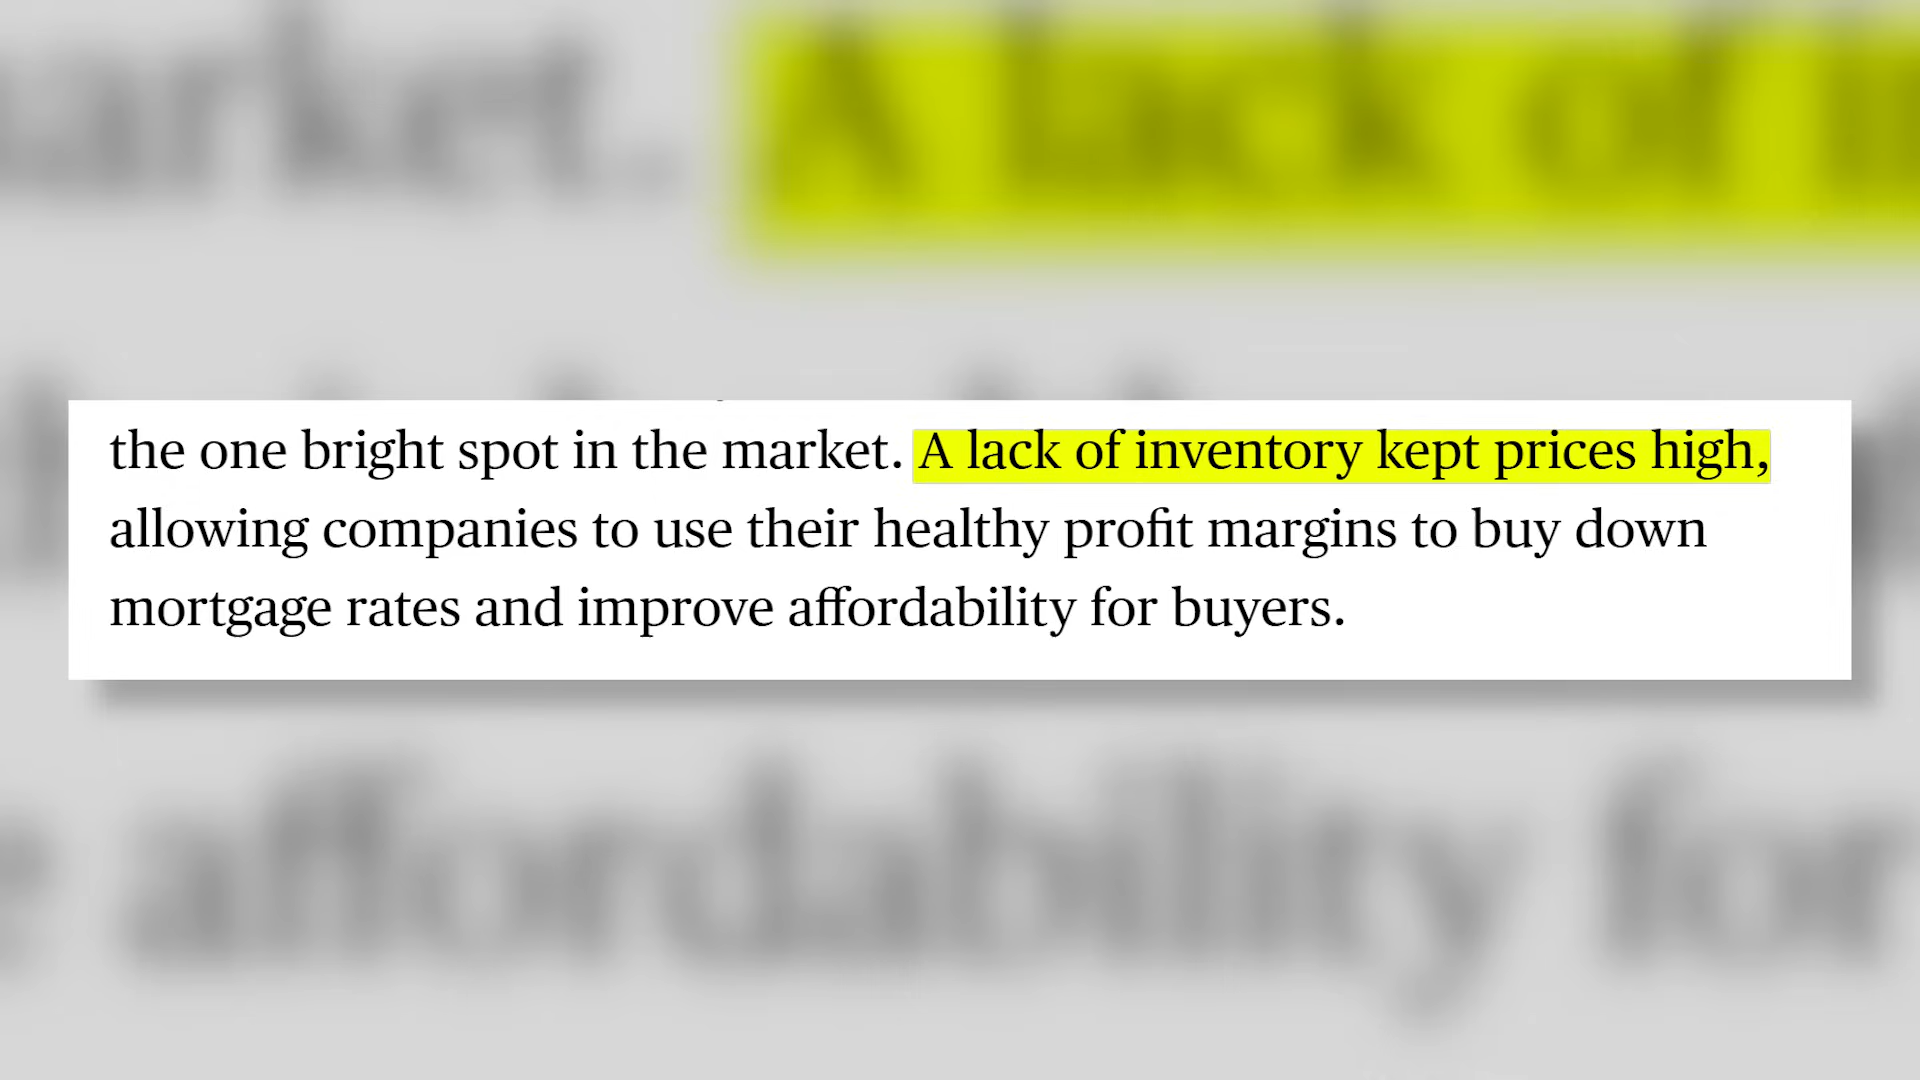 the one bright spot in the market. A lack of inventory kept prices high,
allowing companies to use their healthy profit margins to buy down
mortgage rates and improve affordability for buyers.